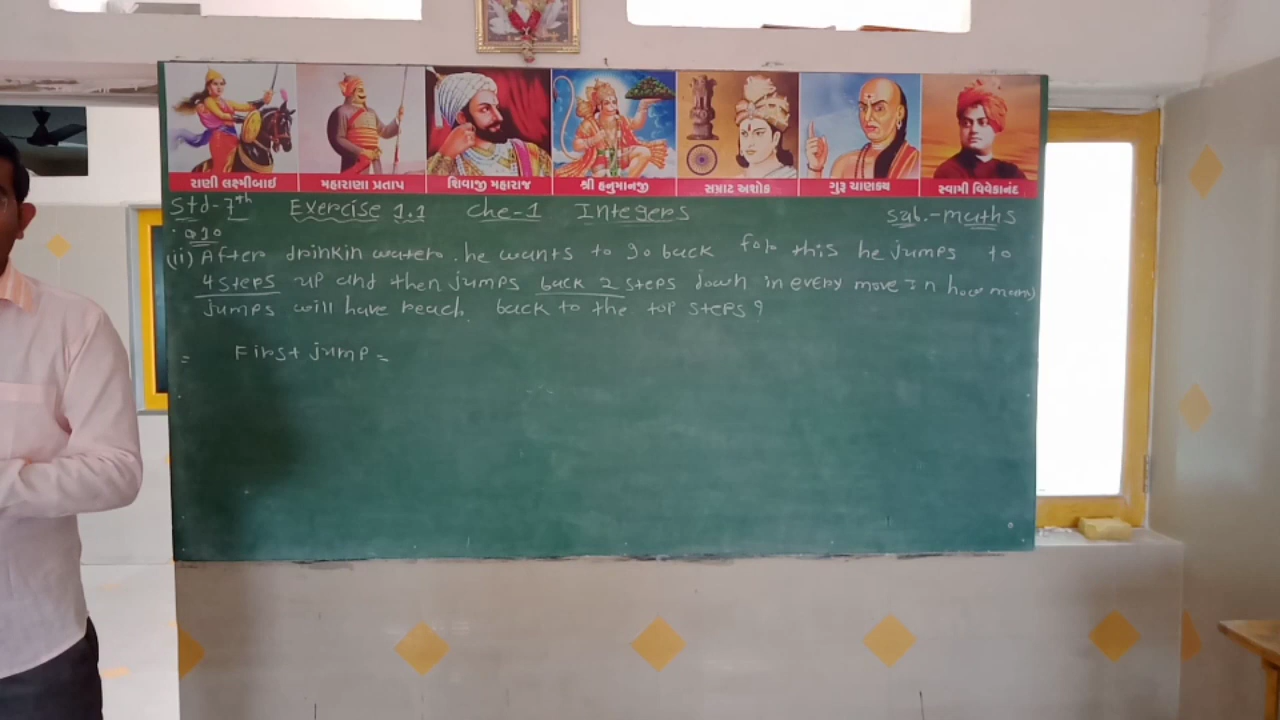 રાણી લક્ષ્મીબાઈ મહારાણા પ્રતાપ શિવાજી મહારાજ શ્રી હનુમાનજી સમ્રાટ અશોક ગુરૂ ચાણક્ય સ્વામી વિવેકાનંદ
Std-7th Exercise 1.1 Che-1 Integers Sub.-maths
Q10
(ii) After drinkin water. he wants to go back for this he jumps to
4 steps up and then jumps back 2 steps down in every move In how many
jumps will have reach back to the top steps?
= First jump =